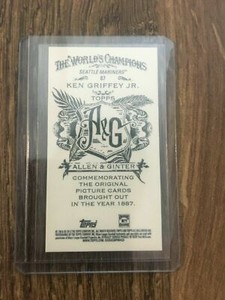 THE WORLD'S CHAMPIONS
SEATTLE MARINERS™
97
KEN GRIFFEY JR.
TOPPS
A&G
ALLEN & GINTER
COMMEMORATING
THE ORIGINAL
PICTURE CARDS
BROUGHT OUT
IN THE YEAR 1887.
Topps